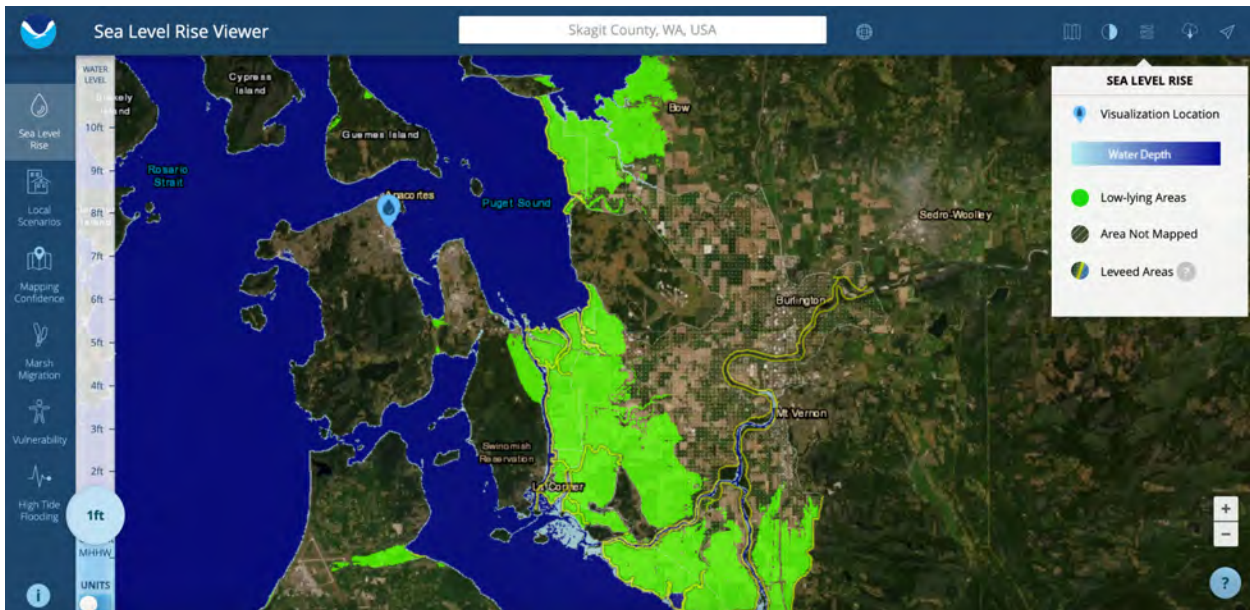 Sea Level Rise Viewer
Skagit County, WA, USA
Sea Level
Rise
Local
Scenarios
Mapping
Confidence
Marsh
Migration
Vulnerability
High Tide
Flooding
i
WATER
LEVEL
10ft
9ft
8ft
7ft
6ft
5ft
4ft
3ft
2ft
1ft
MHHW
UNITS
Cypress
Island
Island
Guemes Island
Rosario
Strait
Anacortes
Puget Sound
Bow
Sedro-Woolley
Burlington
Mt Vernon
Swinomish
Reservation
La Conner
SEA LEVEL RISE
Visualization Location
Water Depth
Low-lying Areas
Area Not Mapped
Leveed Areas ?
+
−
?